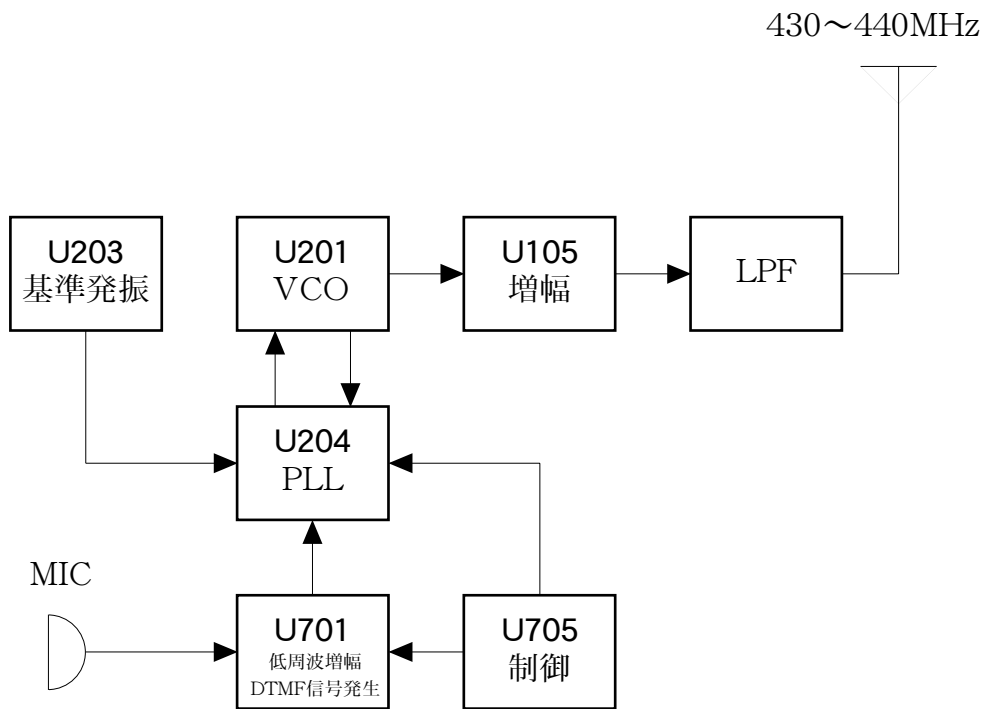 430～440MHz
U203
基準発振
U201
VCO
U105
増幅
LPF
U204
PLL
MIC
U701
低周波増幅
DTMF信号発生
U705
制御